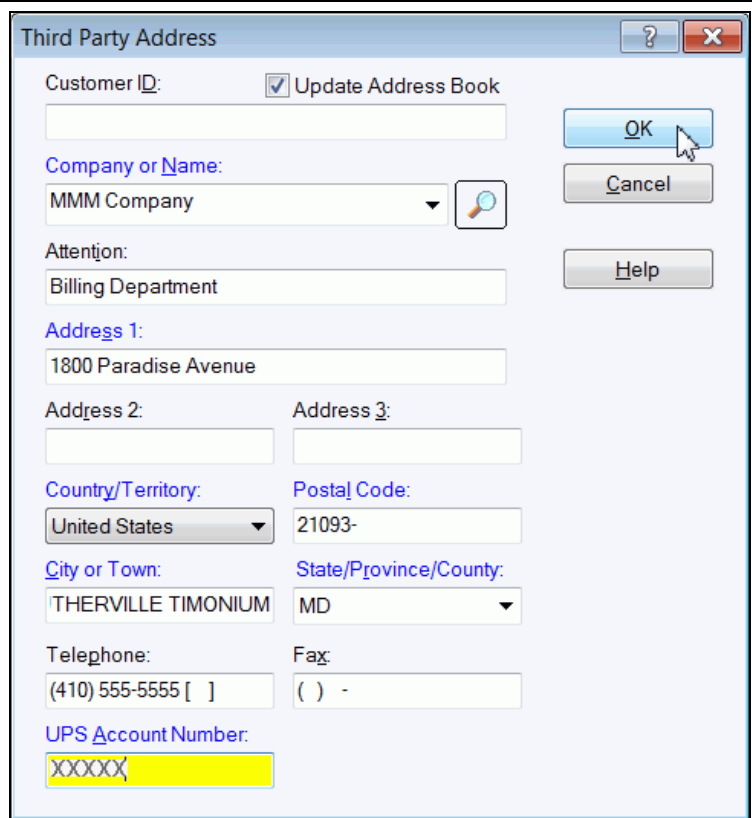 Third Party Address
Customer ID: Update Address Book
OK
Company or Name:
Cancel
MMM Company
Attention:
Help
Billing Department
Address 1:
1800 Paradise Avenue
Address 2: Address 3:
Country/Territory: Postal Code:
United States 21093-
City or Town: State/Province/County:
THERVILLE TIMONIUM MD
Telephone: Fax:
(410) 555-5555 [ ] ( ) -
UPS Account Number:
XXXXX